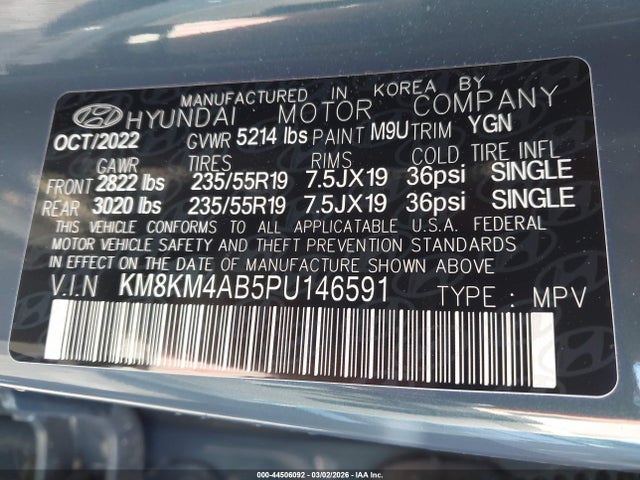 MANUFACTURED IN KOREA BY
HYUNDAI MOTOR COMPANY
OCT/2022 GVWR 5214 lbs PAINT M9U TRIM YGN
GAWR TIRES RIMS COLD TIRE INFL
FRONT 2822 lbs 235/55R19 7.5JX19 36psi SINGLE
REAR 3020 lbs 235/55R19 7.5JX19 36psi SINGLE
THIS VEHICLE CONFORMS TO ALL APPLICABLE U.S.A. FEDERAL
MOTOR VEHICLE SAFETY AND THEFT PREVENTION STANDARDS
IN EFFECT ON THE DATE OF MANUFACTURE SHOWN ABOVE
V.I.N KM8KM4AB5PU146591 TYPE : MPV
000-44506092 - 03/02/2026 - IAA Inc.